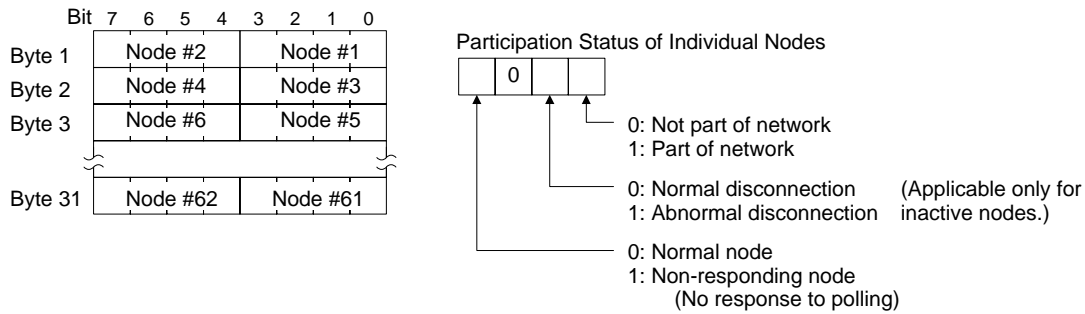 Bit 7 6 5 4 3 2 1 0
Byte 1 Node #2 Node #1
Byte 2 Node #4 Node #3
Byte 3 Node #6 Node #5
Byte 31 Node #62 Node #61
Participation Status of Individual Nodes
0
0: Not part of network
1: Part of network
0: Normal disconnection (Applicable only for
1: Abnormal disconnection inactive nodes.)
0: Normal node
1: Non-responding node
(No response to polling)